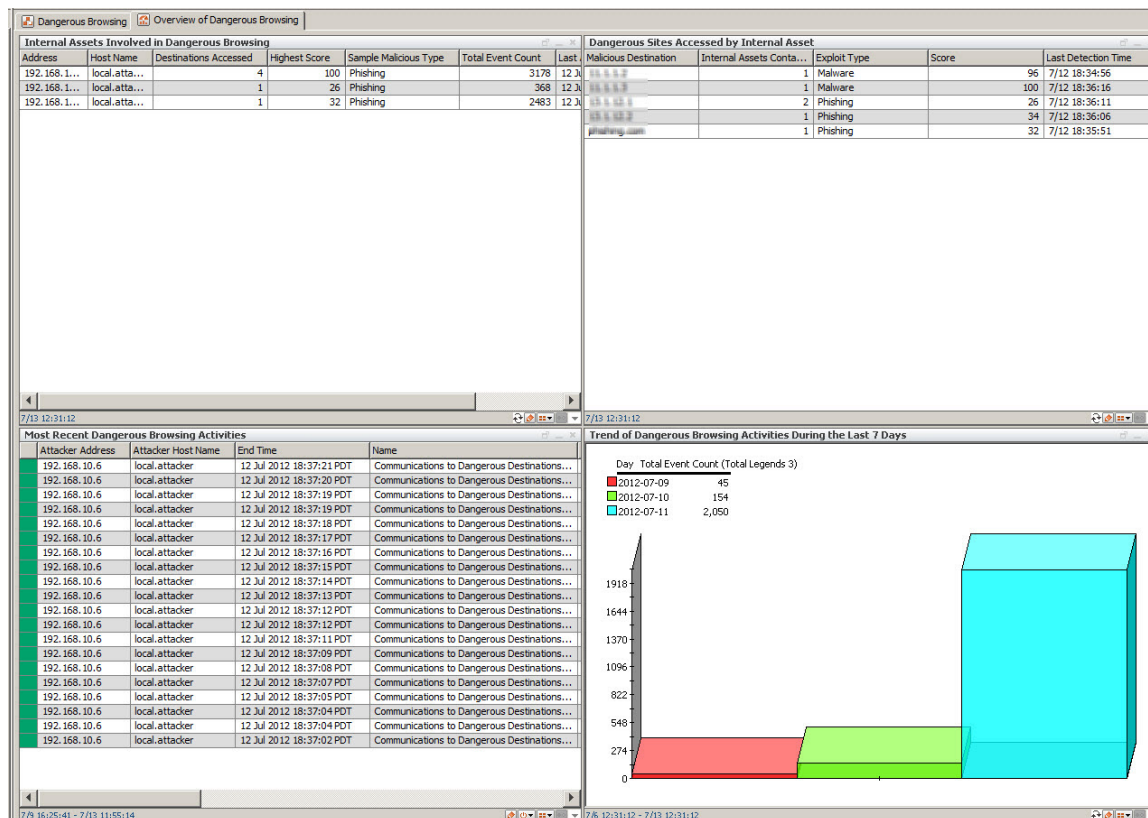 Dangerous Browsing Overview of Dangerous Browsing
Internal Assets Involved in Dangerous Browsing
Address Host Name Destinations Accessed Highest Score Sample Malicious Type Total Event Count Last
192.168.1... local.atta... 4 100 Phishing 3178 12 Ju
192.168.1... local.atta... 1 26 Phishing 368 12 Ju
192.168.1... local.atta... 1 32 Phishing 2483 12 Ju
7/13 12:31:12
Dangerous Sites Accessed by Internal Asset
Malicious Destination Internal Assets Conta... Exploit Type Score Last Detection Time
1 Malware 96 7/12 18:34:56
1 Malware 100 7/12 18:36:16
2 Phishing 26 7/12 18:36:11
1 Phishing 34 7/12 18:36:06
phishing.com 1 Phishing 32 7/12 18:35:51
7/13 12:31:12
Most Recent Dangerous Browsing Activities
Attacker Address Attacker Host Name End Time Name
192.168.10.6 local.attacker 12 Jul 2012 18:37:21 PDT Communications to Dangerous Destinations...
192.168.10.6 local.attacker 12 Jul 2012 18:37:20 PDT Communications to Dangerous Destinations...
192.168.10.6 local.attacker 12 Jul 2012 18:37:19 PDT Communications to Dangerous Destinations...
192.168.10.6 local.attacker 12 Jul 2012 18:37:19 PDT Communications to Dangerous Destinations...
192.168.10.6 local.attacker 12 Jul 2012 18:37:18 PDT Communications to Dangerous Destinations...
192.168.10.6 local.attacker 12 Jul 2012 18:37:17 PDT Communications to Dangerous Destinations...
192.168.10.6 local.attacker 12 Jul 2012 18:37:16 PDT Communications to Dangerous Destinations...
192.168.10.6 local.attacker 12 Jul 2012 18:37:15 PDT Communications to Dangerous Destinations...
192.168.10.6 local.attacker 12 Jul 2012 18:37:14 PDT Communications to Dangerous Destinations...
192.168.10.6 local.attacker 12 Jul 2012 18:37:13 PDT Communications to Dangerous Destinations...
192.168.10.6 local.attacker 12 Jul 2012 18:37:12 PDT Communications to Dangerous Destinations...
192.168.10.6 local.attacker 12 Jul 2012 18:37:12 PDT Communications to Dangerous Destinations...
192.168.10.6 local.attacker 12 Jul 2012 18:37:11 PDT Communications to Dangerous Destinations...
192.168.10.6 local.attacker 12 Jul 2012 18:37:09 PDT Communications to Dangerous Destinations...
192.168.10.6 local.attacker 12 Jul 2012 18:37:08 PDT Communications to Dangerous Destinations...
192.168.10.6 local.attacker 12 Jul 2012 18:37:07 PDT Communications to Dangerous Destinations...
192.168.10.6 local.attacker 12 Jul 2012 18:37:05 PDT Communications to Dangerous Destinations...
192.168.10.6 local.attacker 12 Jul 2012 18:37:04 PDT Communications to Dangerous Destinations...
192.168.10.6 local.attacker 12 Jul 2012 18:37:04 PDT Communications to Dangerous Destinations...
192.168.10.6 local.attacker 12 Jul 2012 18:37:02 PDT Communications to Dangerous Destinations...
7/9 16:25:41 - 7/13 11:55:14
Trend of Dangerous Browsing Activities During the Last 7 Days
Day Total Event Count (Total Legends 3)
2012-07-09 45
2012-07-10 154
2012-07-11 2,050
1918
1644
1370
1096
822
548
274
0
7/6 12:31:12 - 7/13 12:31:12